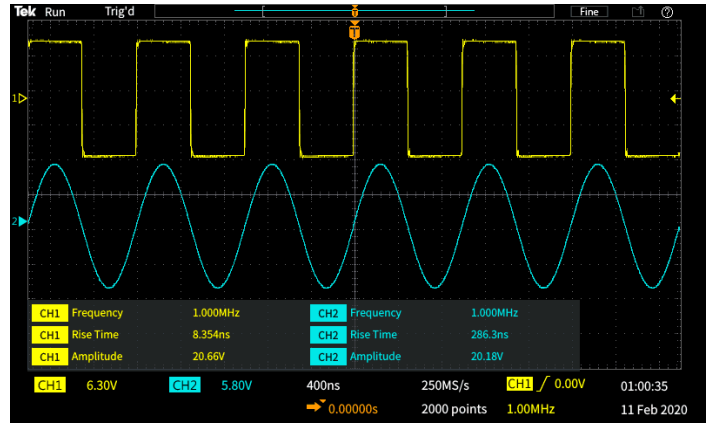 Tek Run Trig'd Fine
T
1
2
CH1 Frequency 1.000MHz CH2 Frequency 1.000MHz
CH1 Rise Time 8.354ns CH2 Rise Time 286.3ns
CH1 Amplitude 20.66V CH2 Amplitude 20.18V
CH1 6.30V CH2 5.80V 400ns 250MS/s CH1 0.00V 01:00:35
0.00000s 2000 points 1.00MHz 11 Feb 2020